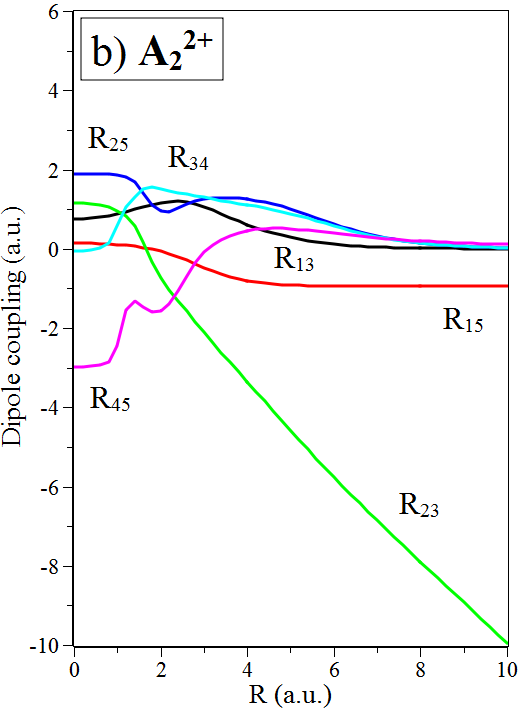 b) A₂²⁺
Dipole coupling (a.u.)
6
4
2
0
-2
-4
-6
-8
-10
R₂₅
R₃₄
R₁₃
R₁₅
R₄₅
R₂₃
0 2 4 6 8 10
R (a.u.)